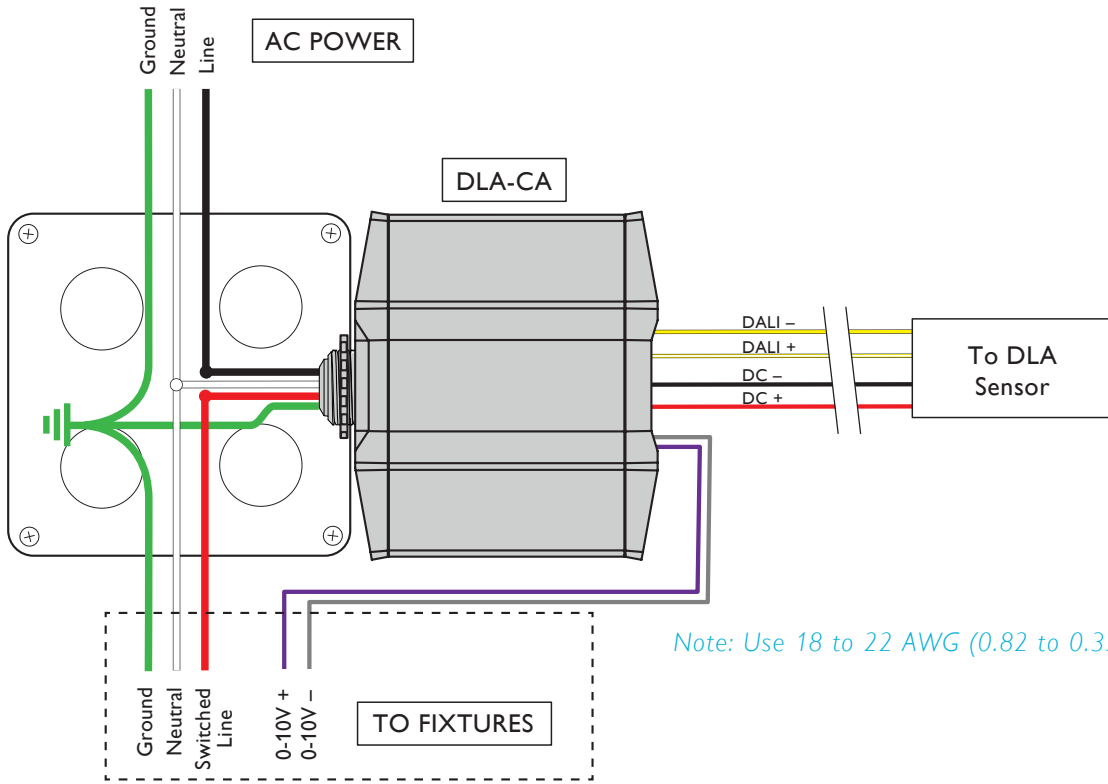 Ground
Neutral
Line
AC POWER
DLA-CA
DALI –
DALI +
DC –
DC +
To DLA
Sensor
Note: Use 18 to 22 AWG (0.82 to 0.3
Ground
Neutral
Switched
Line
0-10V +
0-10V –
TO FIXTURES